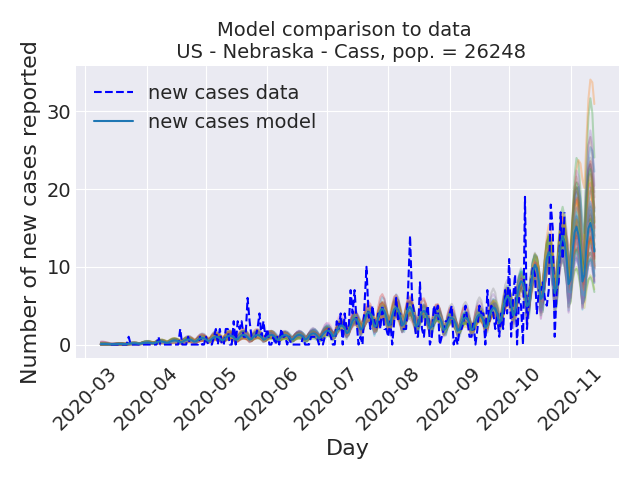 Model comparison to data
US - Nebraska - Cass, pop. = 26248
Number of new cases reported
new cases data
new cases model
30
20
10
0
2020-03
2020-04
2020-05
2020-06
2020-07
2020-08
2020-09
2020-10
2020-11
Day